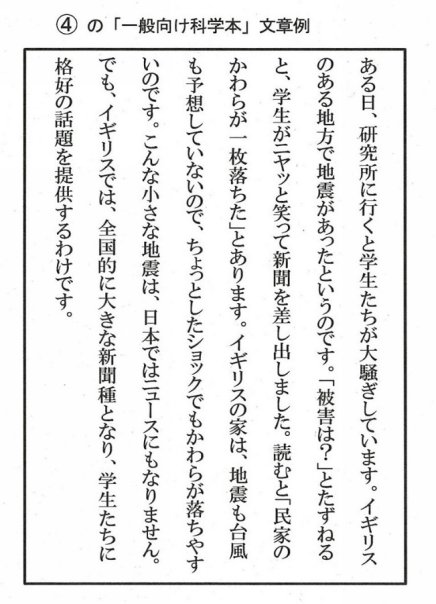 ④ の「一般向け科学本」文章例
ある日、研究所に行くと学生たちが大騒ぎしています。イギリス
のある地方で地震があったというのです。「被害は？」とたずねる
と、学生がニヤッと笑って新聞を差し出しました。読むと「民家の
かわらが一枚落ちた」とあります。イギリスの家は、地震も台風
も予想していないので、ちょっとしたショックでもかわらが落ちやす
いのです。こんな小さな地震は、日本ではニュースにもなりません。
でも、イギリスでは、全国的に大きな新聞種となり、学生たちに
格好の話題を提供するわけです。